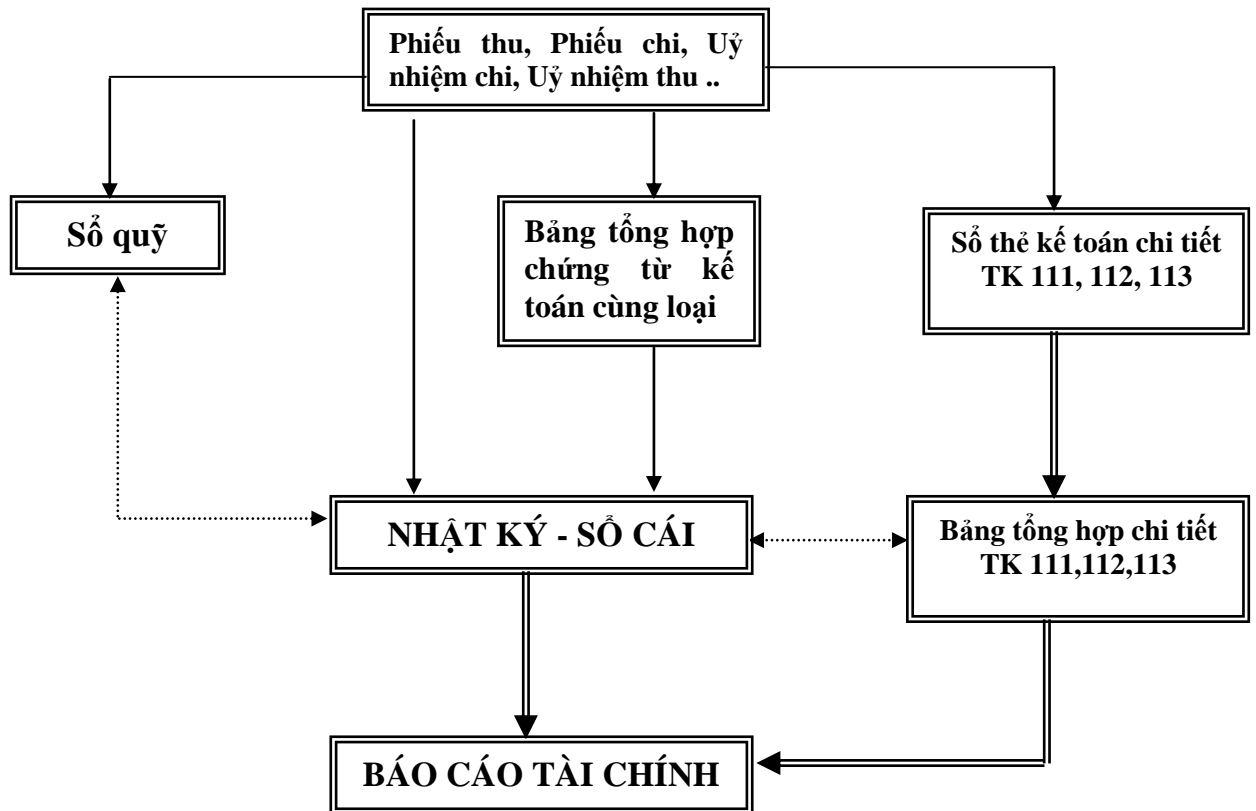 Phiếu thu, Phiếu chi, Uỷ
nhiệm chi, Uỷ nhiệm thu ..
Sổ quỹ
Bảng tổng hợp
chứng từ kế
toán cùng loại
Sổ thẻ kế toán chi tiết
TK 111, 112, 113
NHẬT KÝ - SỔ CÁI
Bảng tổng hợp chi tiết
TK 111,112,113
BÁO CÁO TÀI CHÍNH